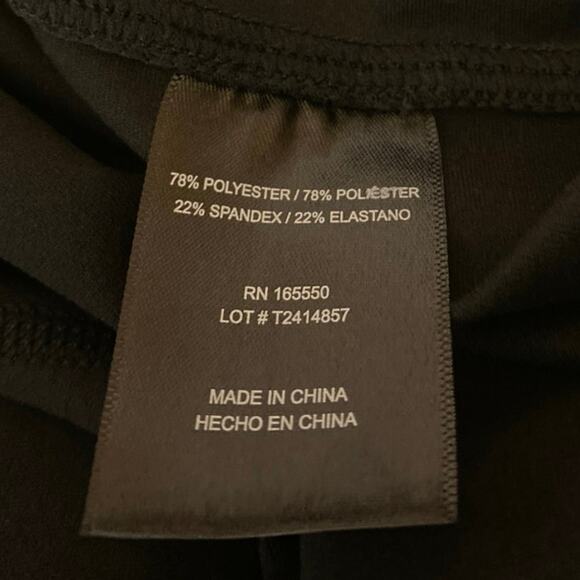 78% POLYESTER / 78% POLIÉSTER
22% SPANDEX / 22% ELASTANO
RN 165550
LOT # T2414857
MADE IN CHINA
HECHO EN CHINA